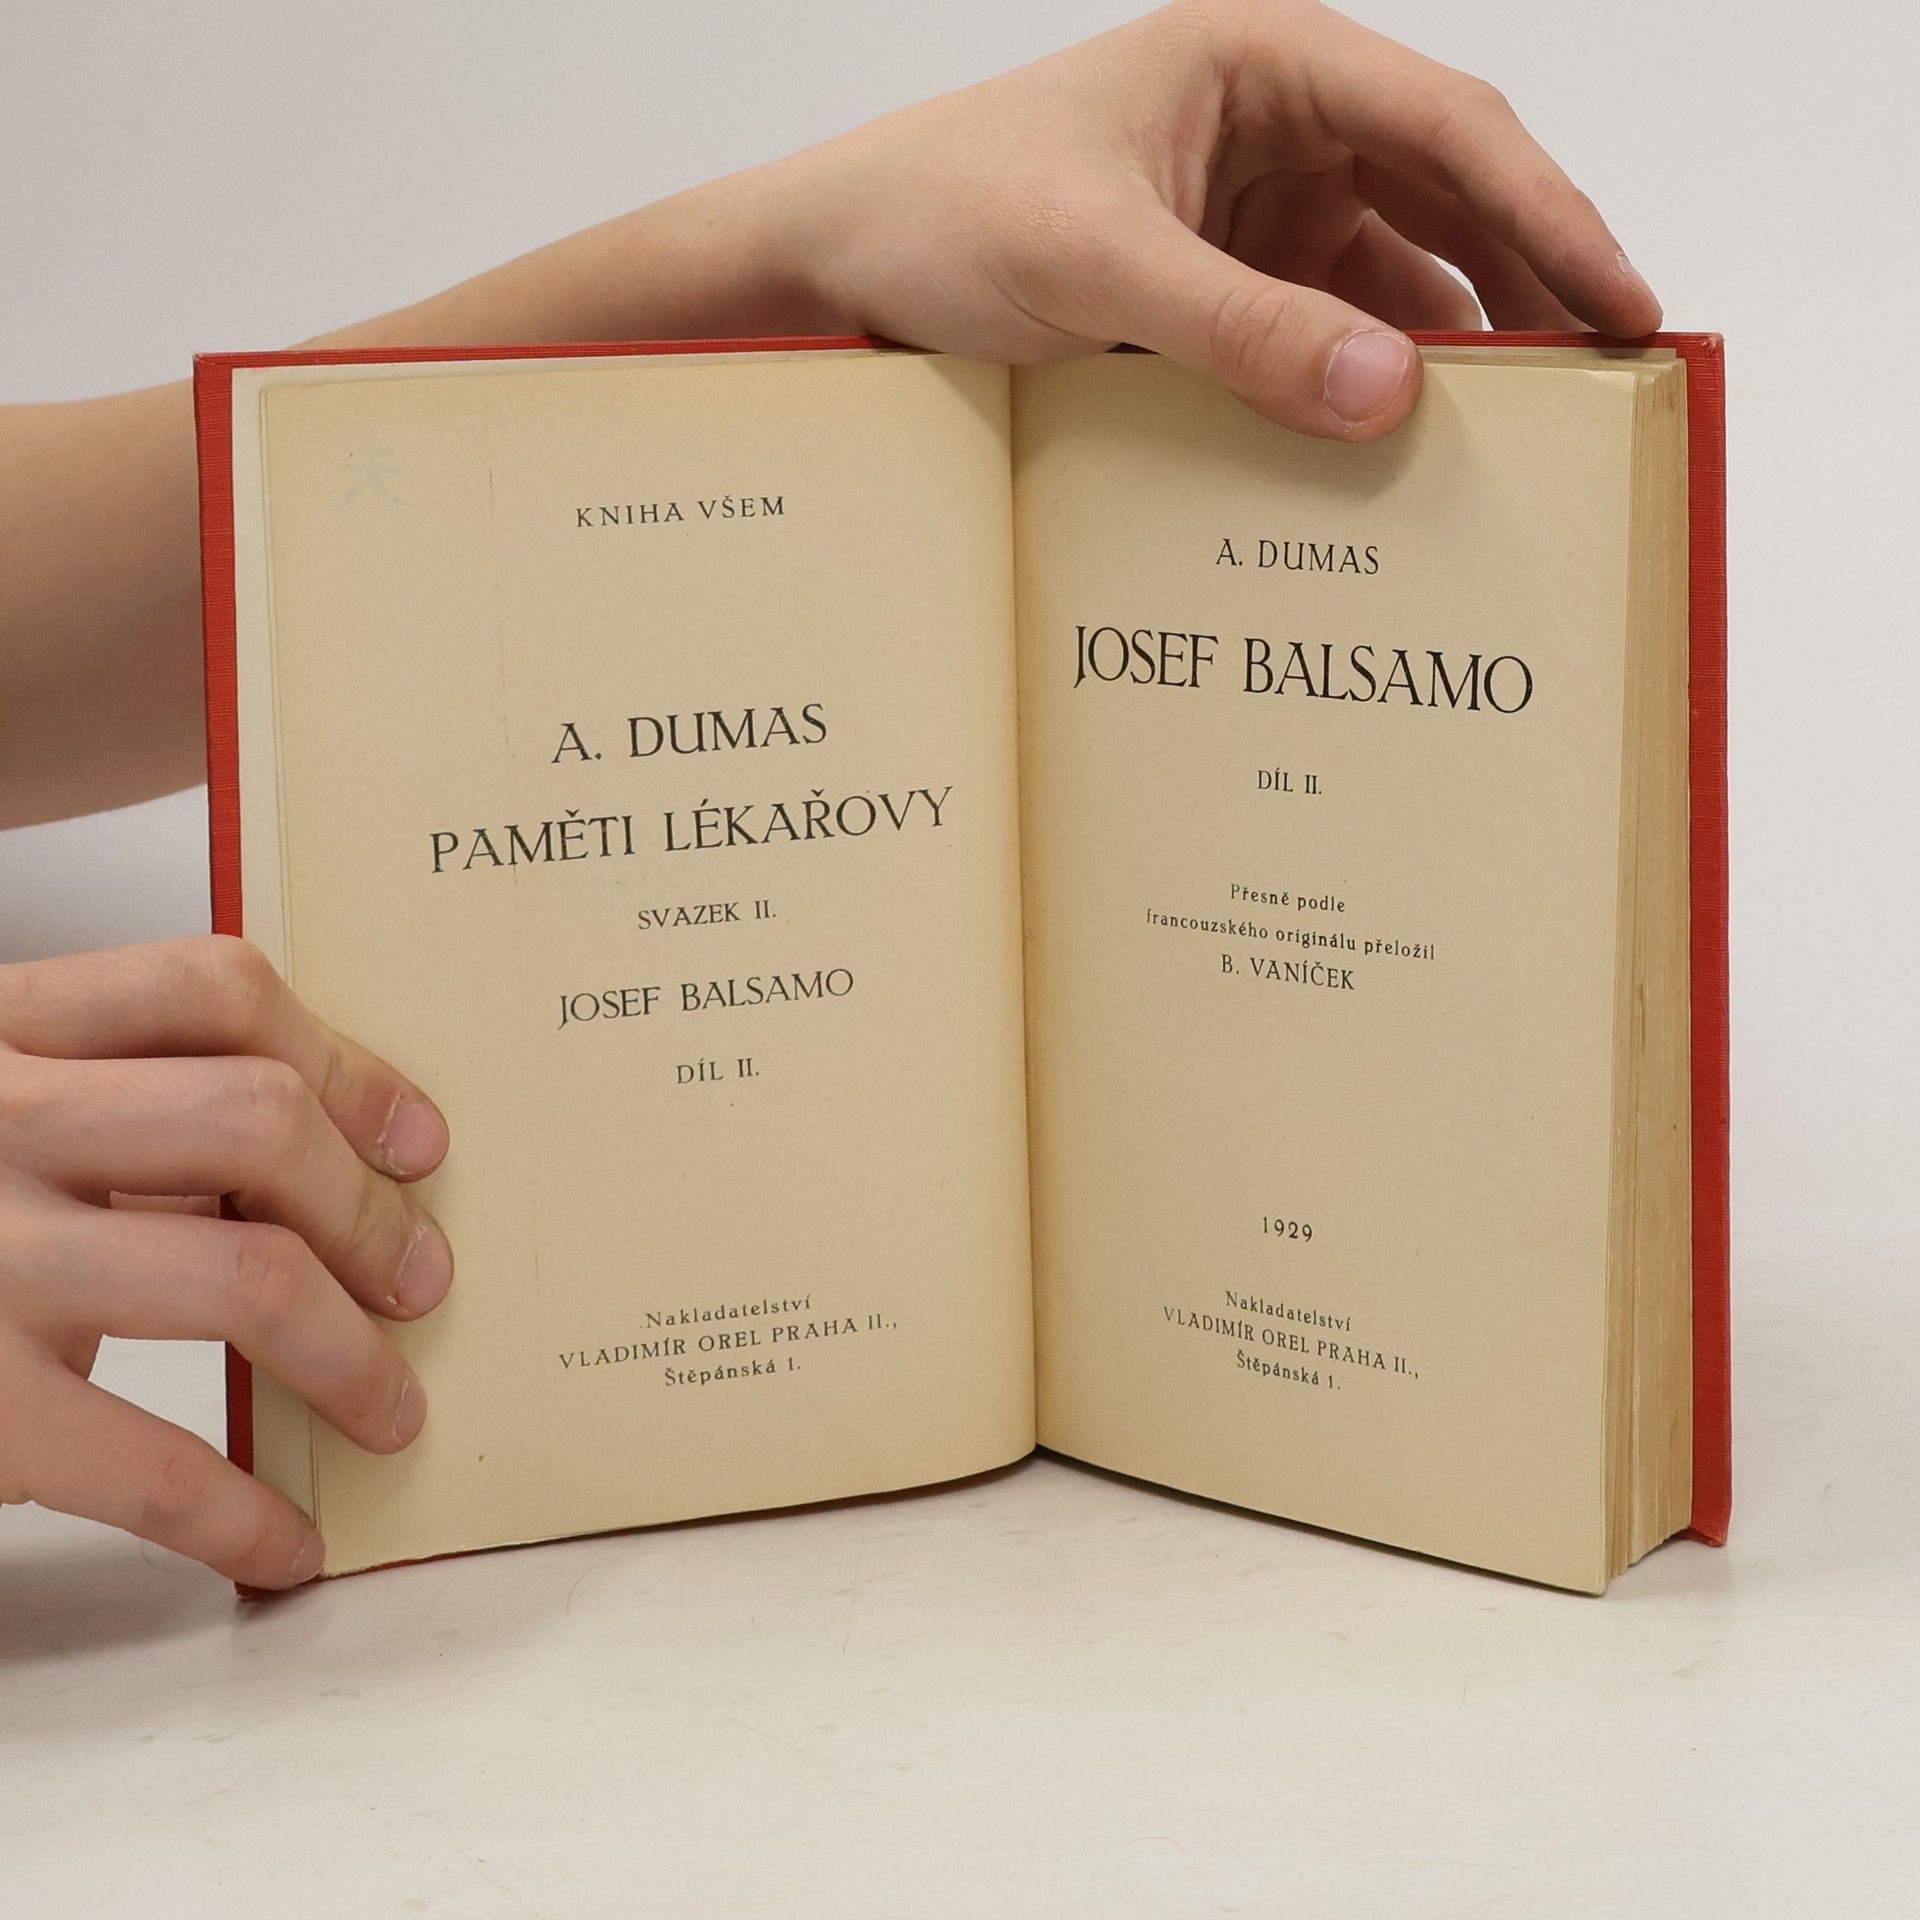 KNIHA VŠEM
A. DUMAS
PAMĚTI LÉKAŘOVY
SVAZEK II.
JOSEF BALSAMO
DÍL II.
Nakladatelství
VLADIMÍR OREL PRAHA II.,
Štěpánská 1.
A. DUMAS
JOSEF BALSAMO
DÍL II.
Přesně podle
francouzského originálu přeložil
B. VANÍČEK
1929
Nakladatelství
VLADIMÍR OREL PRAHA II.,
Štěpánská 1.